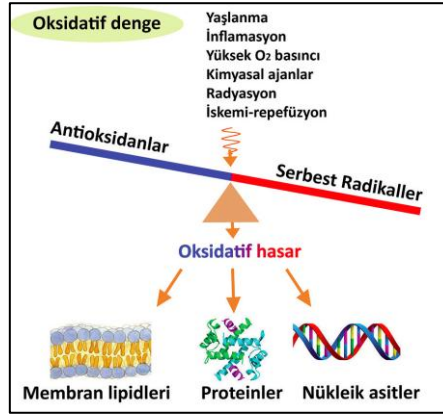 Oksidatif denge
Yaşlanma
İnflamasyon
Yüksek O₂ basıncı
Kimyasal ajanlar
Radyasyon
İskemi-repefüzyon
Antioksidanlar
Serbest Radikaller
Oksidatif hasar
Membran lipidleri
Proteinler
Nükleik asitler